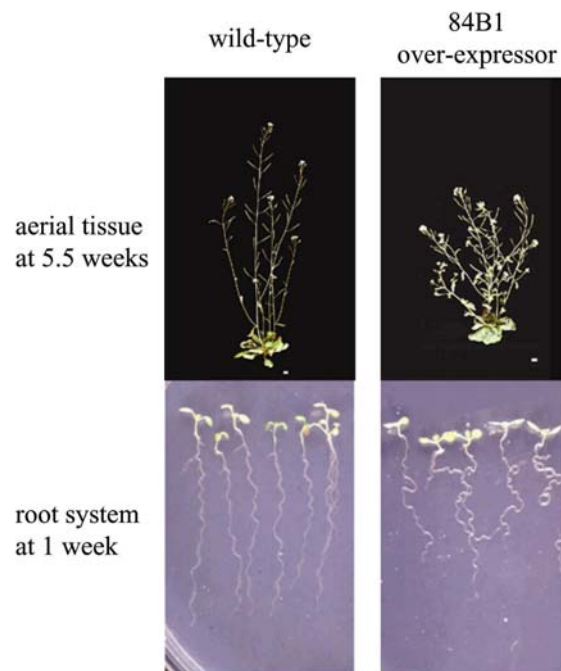 wild-type
84B1
over-expressor
aerial tissue
at 5.5 weeks
root system
at 1 week